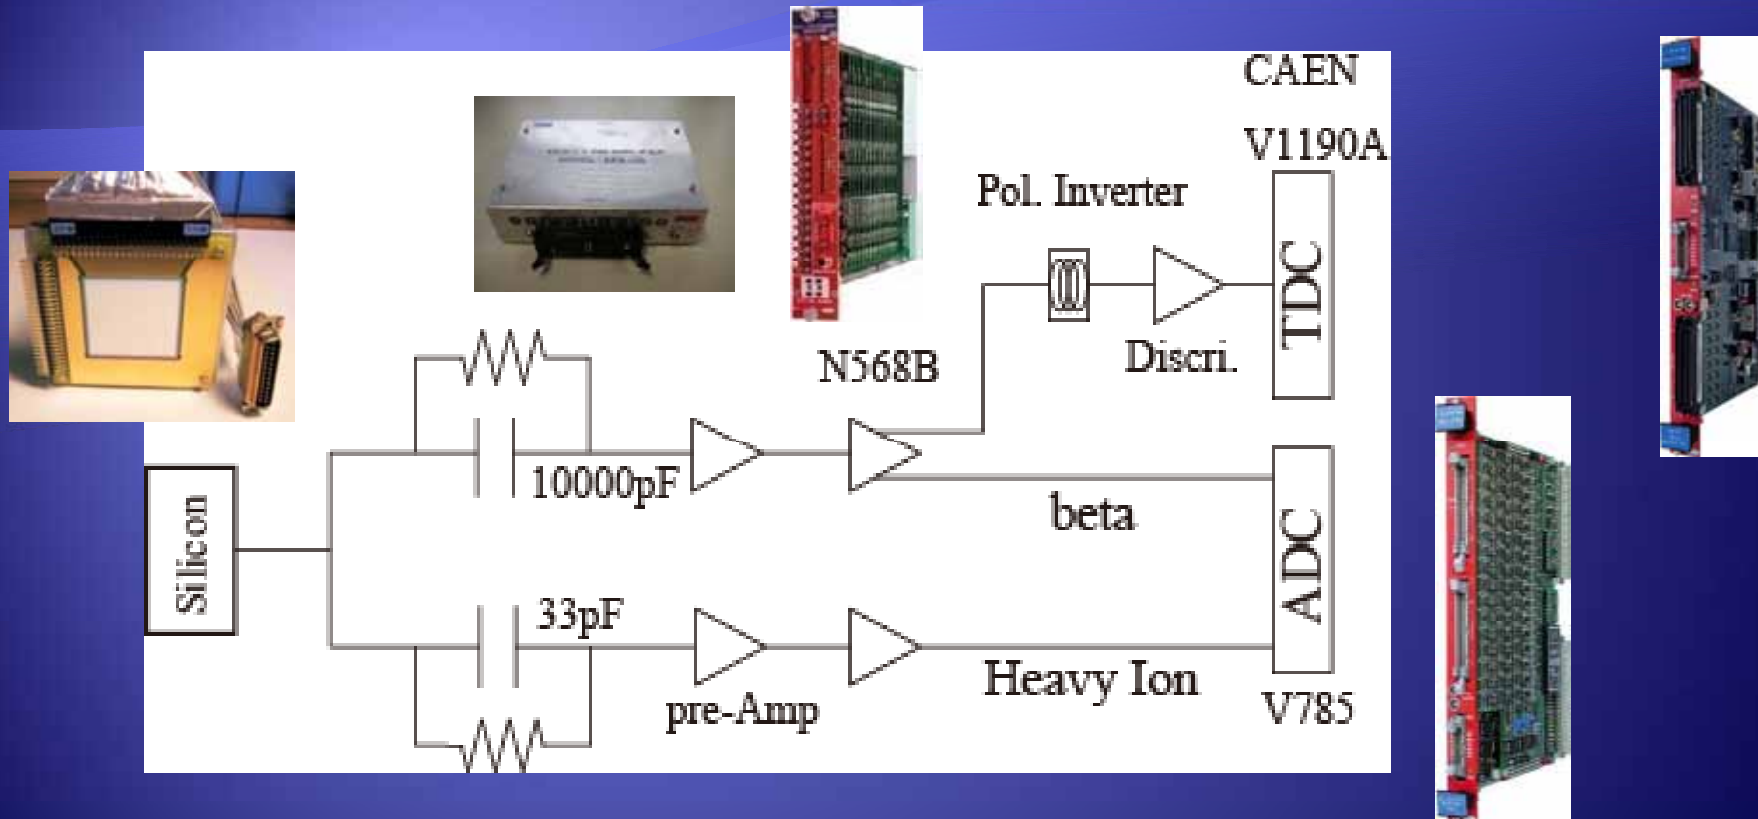 CAEN
V1190A
Pol. Inverter
TDC
Discri.
N568B
10000pF
beta
Silicon
ADC
33pF
Heavy Ion
pre-Amp
V785